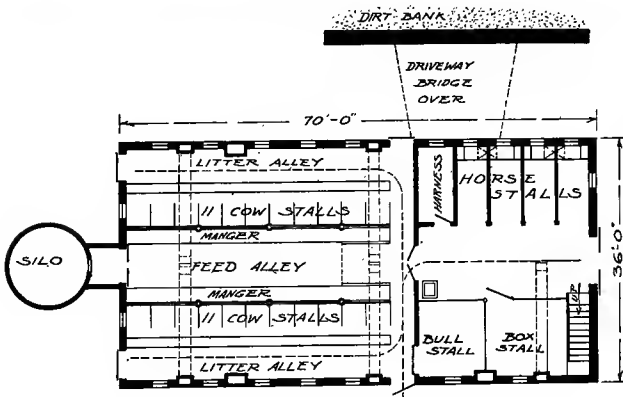 DIRT BANK
DRIVEWAY
BRIDGE
OVER
70'-0"
LITTER ALLEY
11 COW STALLS
MANGER
FEED ALLEY
MANGER
11 COW STALLS
LITTER ALLEY
SILO
HARNESS
HORSE
STALLS
36'-0"
BULL
STALL
BOX
STALL
UP